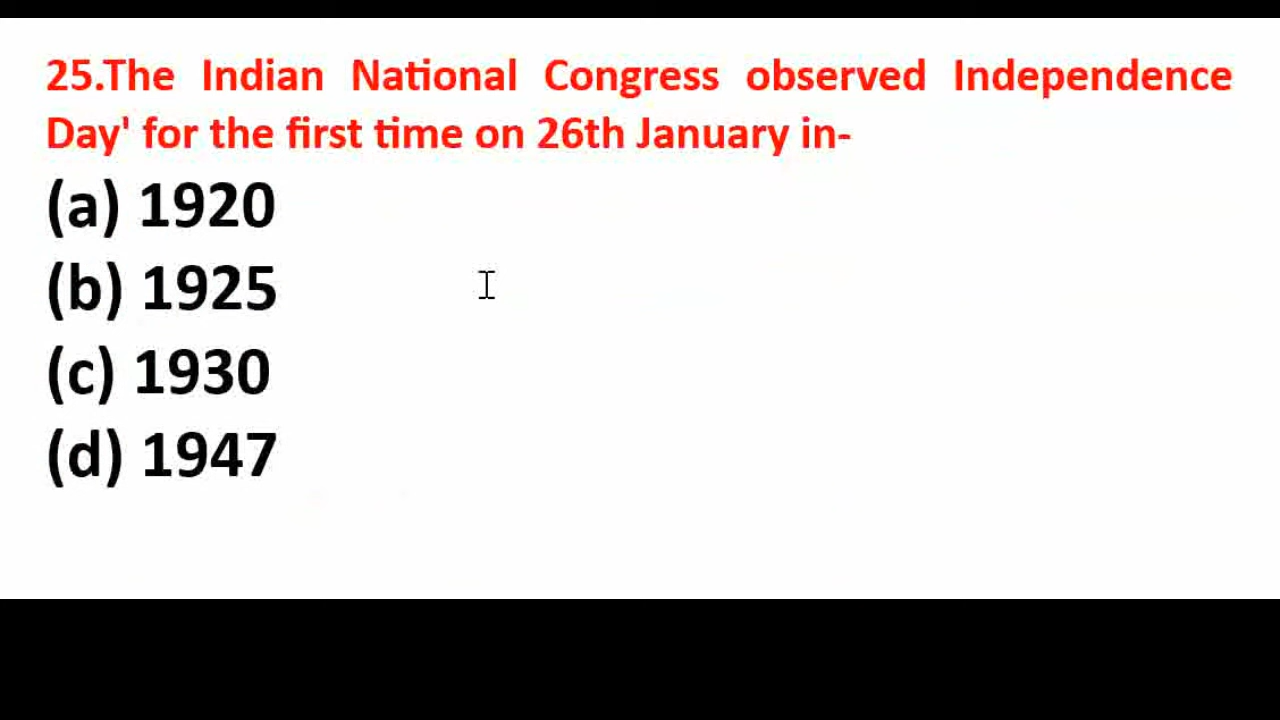 25.The Indian National Congress observed Independence
Day' for the first time on 26th January in-
(a) 1920
(b) 1925
(c) 1930
(d) 1947